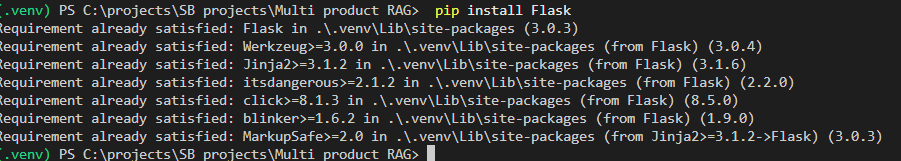 (.venv) PS C:\projects\SB projects\Multi product RAG>  pip install Flask
Requirement already satisfied: Flask in .\.venv\Lib\site-packages (3.0.3)
Requirement already satisfied: Werkzeug>=3.0.0 in .\.venv\Lib\site-packages (from Flask) (3.0.4)
Requirement already satisfied: Jinja2>=3.1.2 in .\.venv\Lib\site-packages (from Flask) (3.1.6)
Requirement already satisfied: itsdangerous>=2.1.2 in .\.venv\Lib\site-packages (from Flask) (2.2.0)
Requirement already satisfied: click>=8.1.3 in .\.venv\Lib\site-packages (from Flask) (8.5.0)
Requirement already satisfied: blinker>=1.6.2 in .\.venv\Lib\site-packages (from Flask) (1.9.0)
Requirement already satisfied: MarkupSafe>=2.0 in .\.venv\Lib\site-packages (from Jinja2>=3.1.2->Flask) (3.0.3)
(.venv) PS C:\projects\SB projects\Multi product RAG>